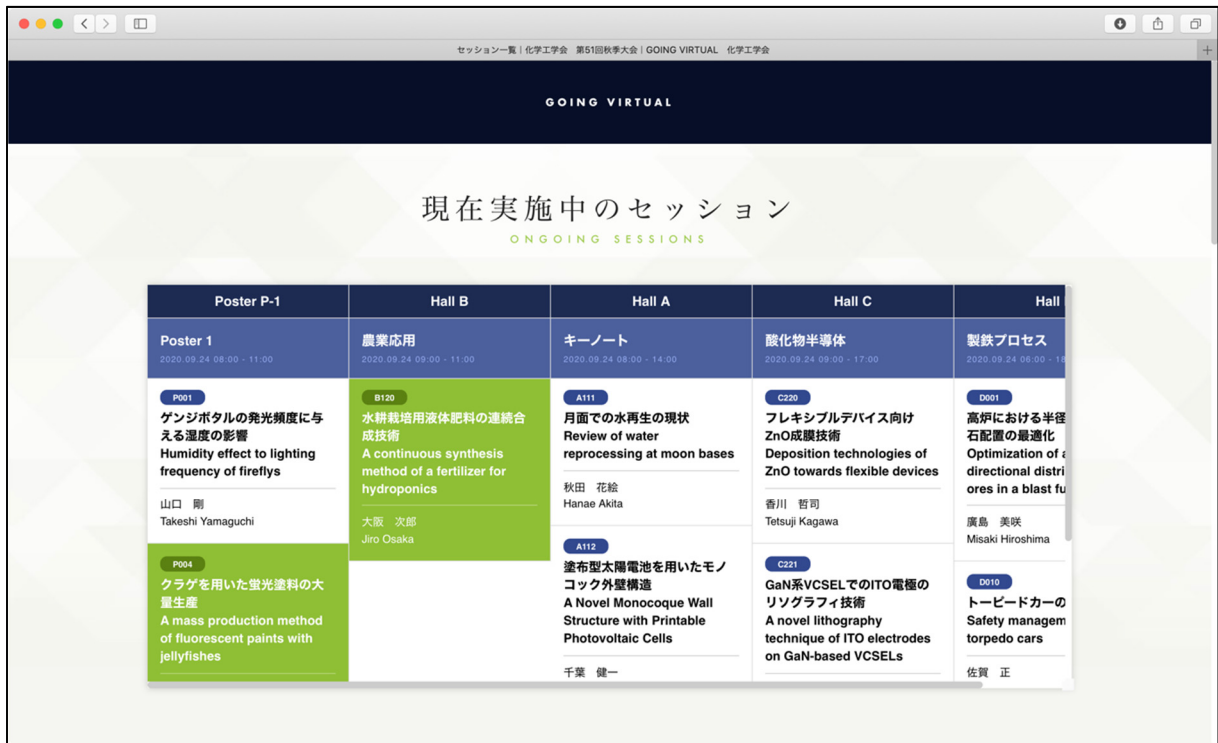 セッション一覧|化学工学会　第51回秋季大会|GOING VIRTUAL　化学工学会
GOING VIRTUAL
現在実施中のセッション
ONGOING SESSIONS
Poster P-1
Poster 1
2020.09.24 08:00 - 11:00
P001
ゲンジボタルの発光頻度に与
える湿度の影響
Humidity effect to lighting
frequency of fireflys
山口　剛
Takeshi Yamaguchi
P004
クラゲを用いた蛍光塗料の大
量生産
A mass production method
of fluorescent paints with
jellyfishes
Hall B
農業応用
2020.09.24 09:00 - 11:00
B120
水耕栽培用液体肥料の連続合
成技術
A continuous synthesis
method of a fertilizer for
hydroponics
大阪　次郎
Jiro Osaka
Hall A
キーノート
2020.09.24 08:00 - 14:00
A111
月面での水再生の現状
Review of water
reprocessing at moon bases
秋田　花絵
Hanae Akita
A112
塗布型太陽電池を用いたモノ
コック外壁構造
A Novel Monocoque Wall
Structure with Printable
Photovoltaic Cells
千葉　健一
Hall C
酸化物半導体
2020.09.24 09:00 - 17:00
C220
フレキシブルデバイス向け
ZnO成膜技術
Deposition technologies of
ZnO towards flexible devices
香川　哲司
Tetsuji Kagawa
C221
GaN系VCSELでのITO電極の
リソグラフィ技術
A novel lithography
technique of ITO electrodes
on GaN-based VCSELs
Hall
製鉄プロセス
2020.09.24 08:00 - 18
D001
高炉における半径
石配置の最適化
Optimization of a
directional distri
ores in a blast fu
廣島　美咲
Misaki Hiroshima
D010
トーピードカーの
Safety managem
torpedo cars
佐賀　正